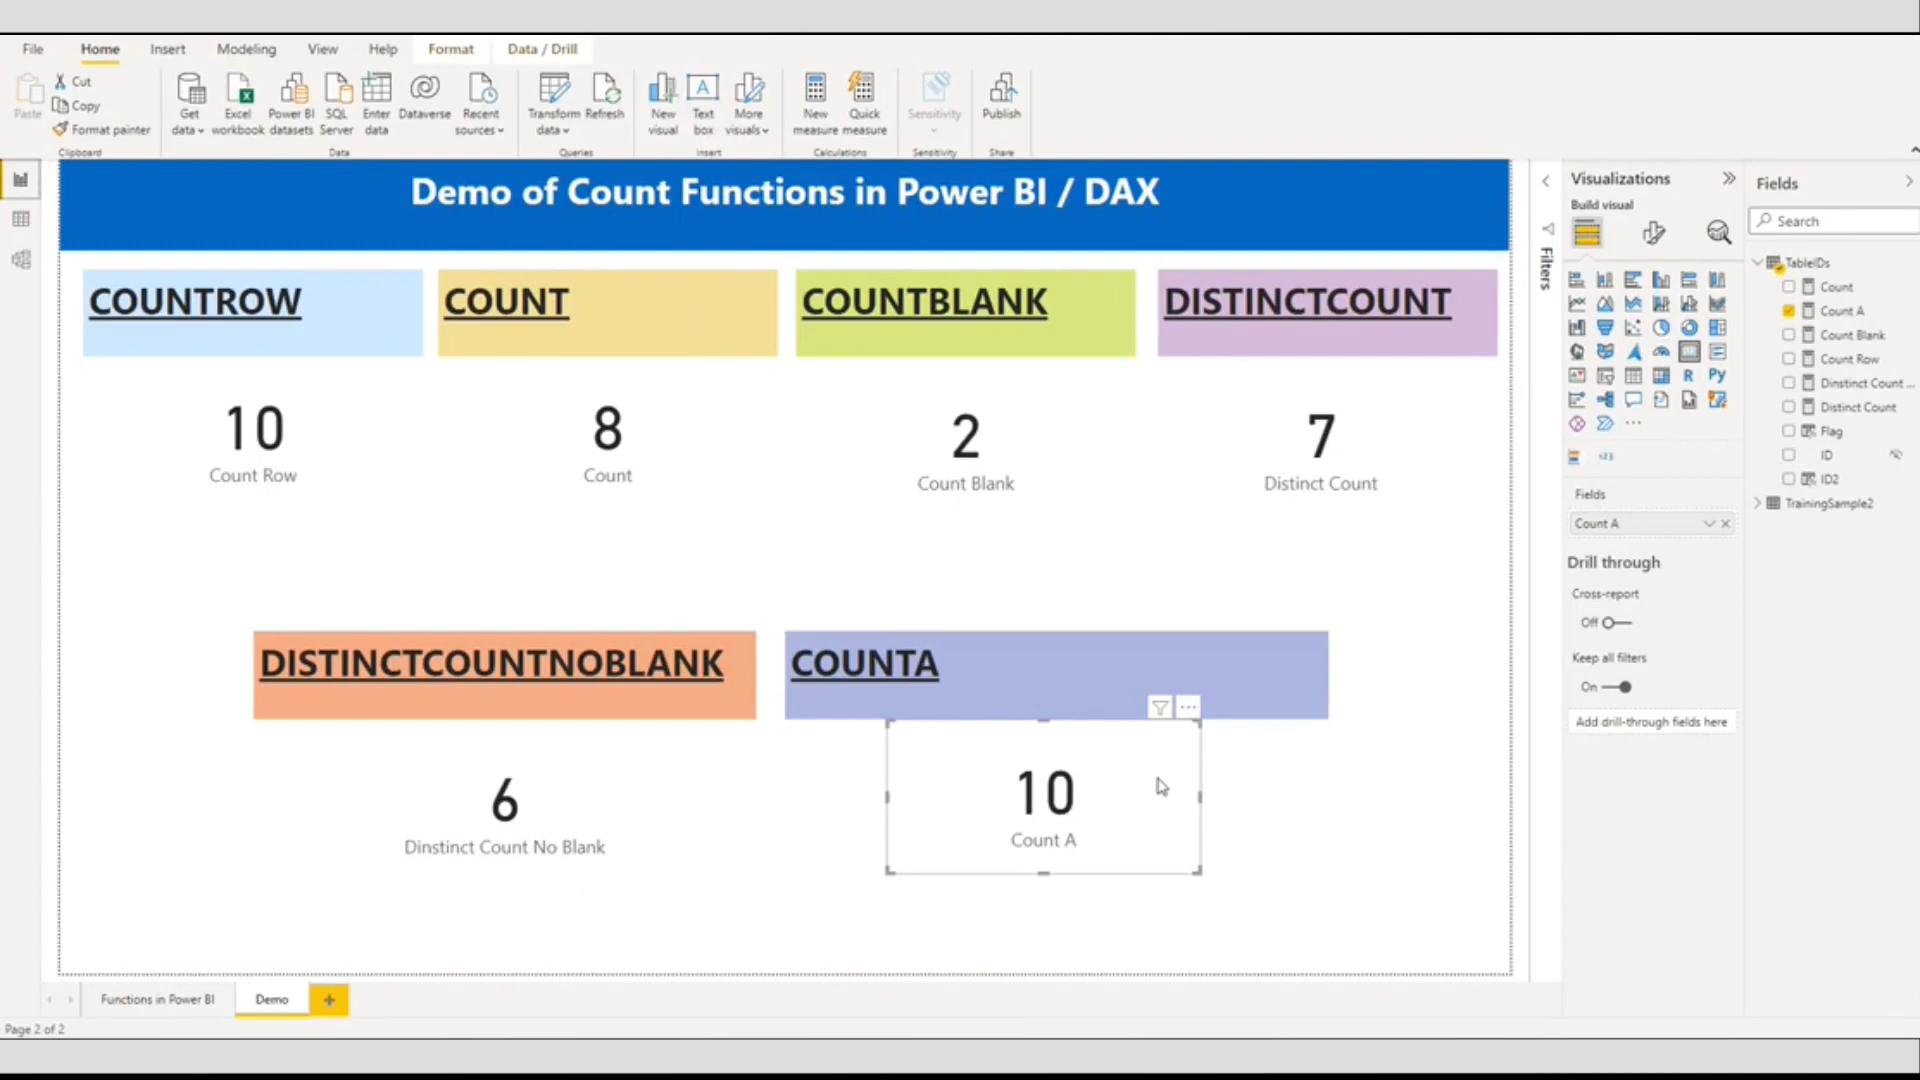 File Home Insert Modeling View Help Format Data / Drill
Paste Cut
Copy
Format painter
Get data Excel workbook Power BI datasets SQL Server Enter data Dataverse Recent sources Transform data Refresh New visual Text box More visuals New measure Quick measure Sensitivity Publish
Clipboard Data Queries Insert Calculations Sensitivity Share
Demo of Count Functions in Power BI / DAX
COUNTROW COUNT COUNTBLANK DISTINCTCOUNT
10 8 2 7
Count Row Count Count Blank Distinct Count
DISTINCTCOUNTNOBLANK COUNTA
6 10
Dinstinct Count No Blank Count A
Filters
Visualizations
Build visual
R Py
123
Fields
Count A
Drill through
Cross-report
Off
Keep all filters
On
Add drill-through fields here
Fields
Search
TableIDs
Count
Count A
Count Blank
Count Row
Dinstinct Count ...
Distinct Count
Flag
ID
ID2
TrainingSample2
Functions in Power BI Demo
Page 2 of 2